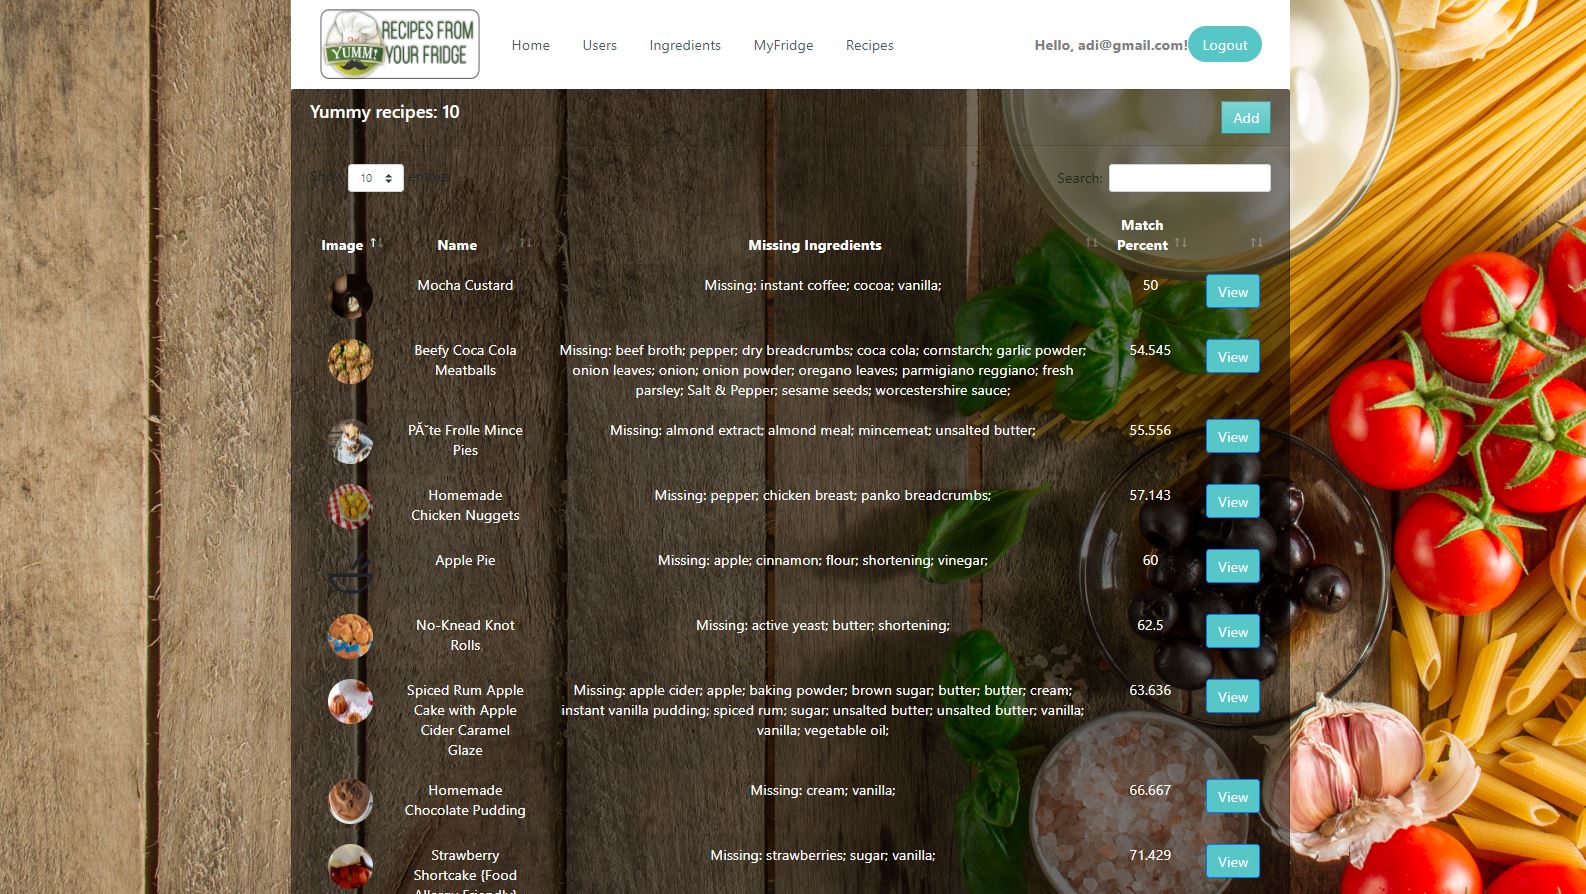 Chef
YUMM!
RECIPES FROM
YOUR FRIDGE
Home
Users
Ingredients
MyFridge
Recipes
Hello, adi@gmail.com!
Logout
Yummy recipes: 10
Add
Show 10 entries
Search:
Image
Name
Missing Ingredients
Match
Percent
Mocha Custard
Missing: instant coffee; cocoa; vanilla;
50
View
Beefy Coca Cola
Meatballs
Missing: beef broth; pepper; dry breadcrumbs; coca cola; cornstarch; garlic powder;
onion leaves; onion; onion powder; oregano leaves; parmigiano reggiano; fresh
parsley; Salt & Pepper; sesame seeds; worcestershire sauce;
54.545
View
PĂ˘te Frolle Mince
Pies
Missing: almond extract; almond meal; mincemeat; unsalted butter;
55.556
View
Homemade
Chicken Nuggets
Missing: pepper; chicken breast; panko breadcrumbs;
57.143
View
Apple Pie
Missing: apple; cinnamon; flour; shortening; vinegar;
60
View
No-Knead Knot
Rolls
Missing: active yeast; butter; shortening;
62.5
View
Spiced Rum Apple
Cake with Apple
Cider Caramel
Glaze
Missing: apple cider; apple; baking powder; brown sugar; butter; butter; cream;
instant vanilla pudding; spiced rum; sugar; unsalted butter; unsalted butter; vanilla;
vanilla; vegetable oil;
63.636
View
Homemade
Chocolate Pudding
Missing: cream; vanilla;
66.667
View
Strawberry
Shortcake {Food
Allergy Friendly}
Missing: strawberries; sugar; vanilla;
71.429
View